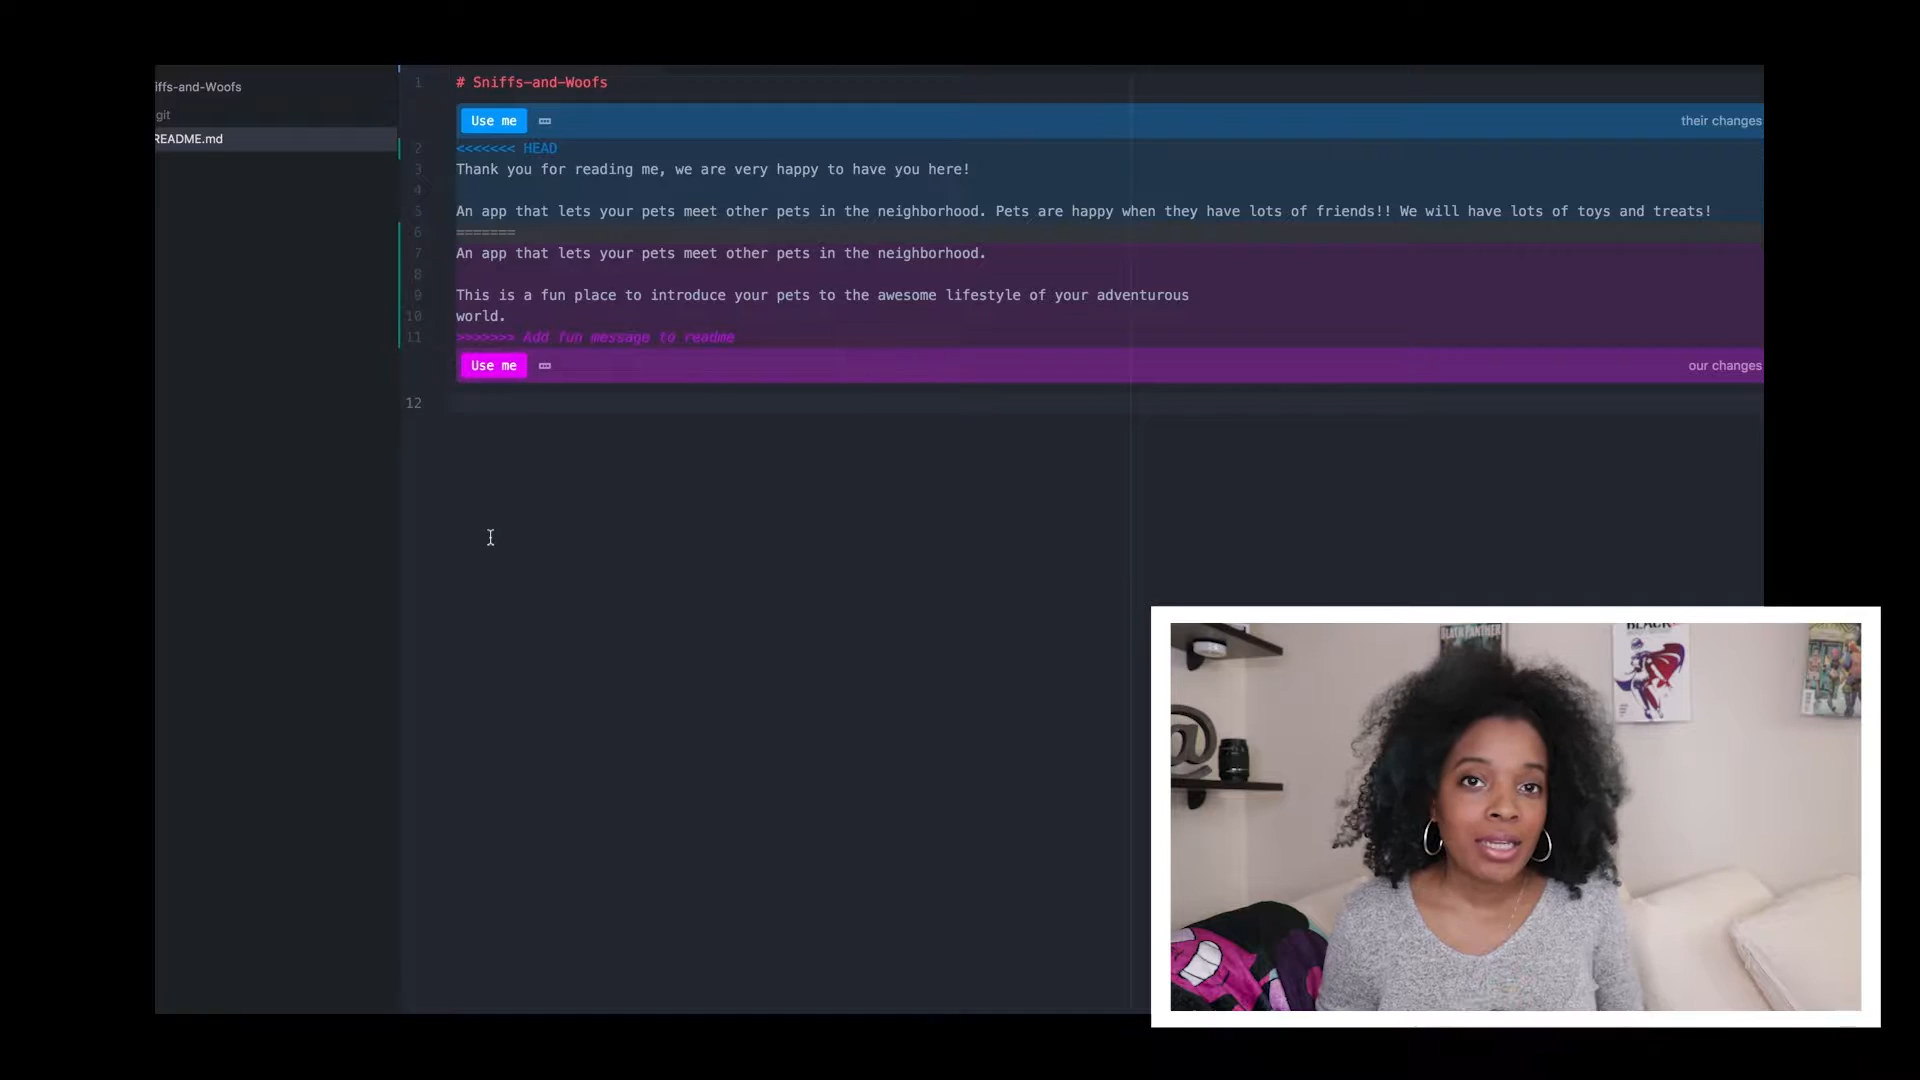 iffs-and-Woofs
git
README.md
1 # Sniffs-and-Woofs
Use me their changes
2 <<<<<<< HEAD
3 Thank you for reading me, we are very happy to have you here!
4
5 An app that lets your pets meet other pets in the neighborhood. Pets are happy when they have lots of friends!! We will have lots of toys and treats!
6 =======
7 An app that lets your pets meet other pets in the neighborhood.
8
9 This is a fun place to introduce your pets to the awesome lifestyle of your adventurous
10 world.
11 >>>>>>> Add fun message to readme
Use me our changes
12
BLACK PANTHER
BLACK
@